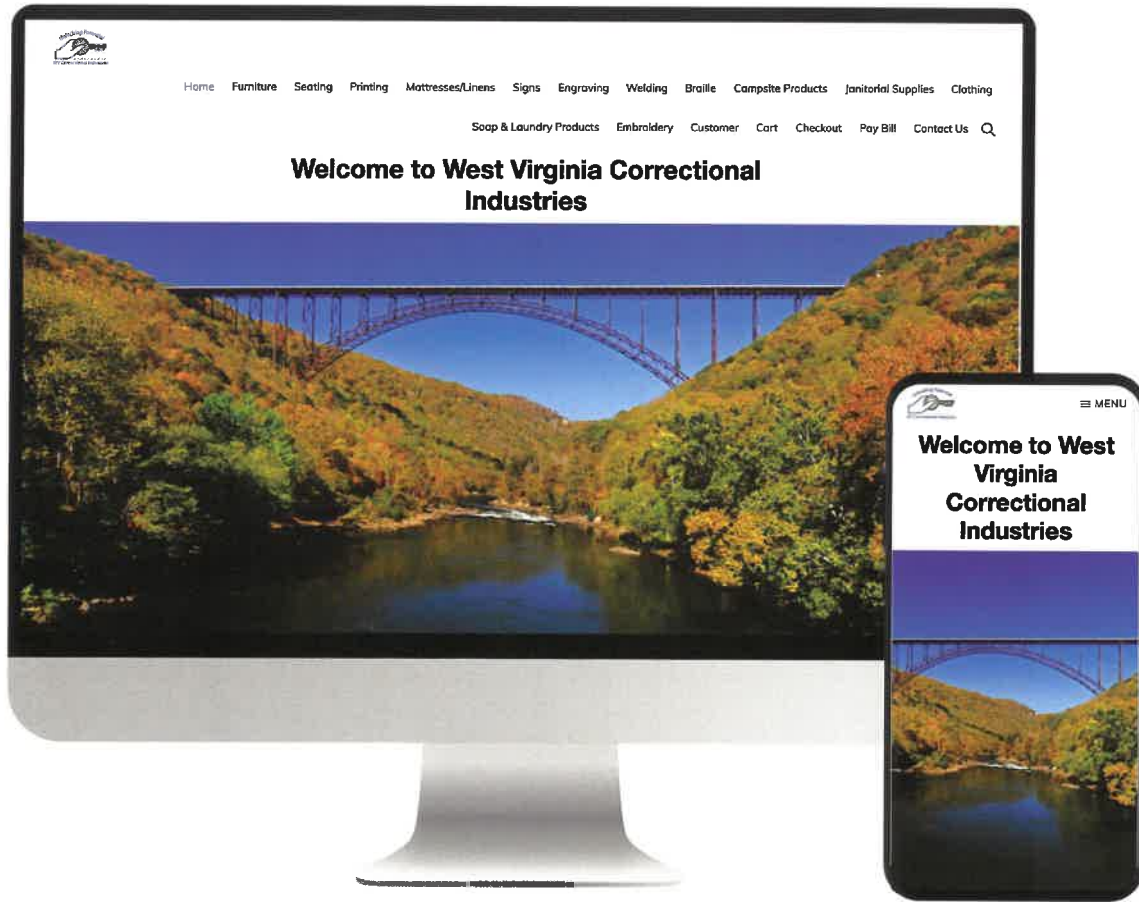 Home Furniture Seating Printing Mattresses/Linens Signs Engraving Welding Braille Campsite Products Janitorial Supplies Clothing
Soap & Laundry Products Embroidery Customer Cart Checkout Pay Bill Contact Us
Welcome to West Virginia Correctional
Industries
≡ MENU
Welcome to West
Virginia
Correctional
Industries